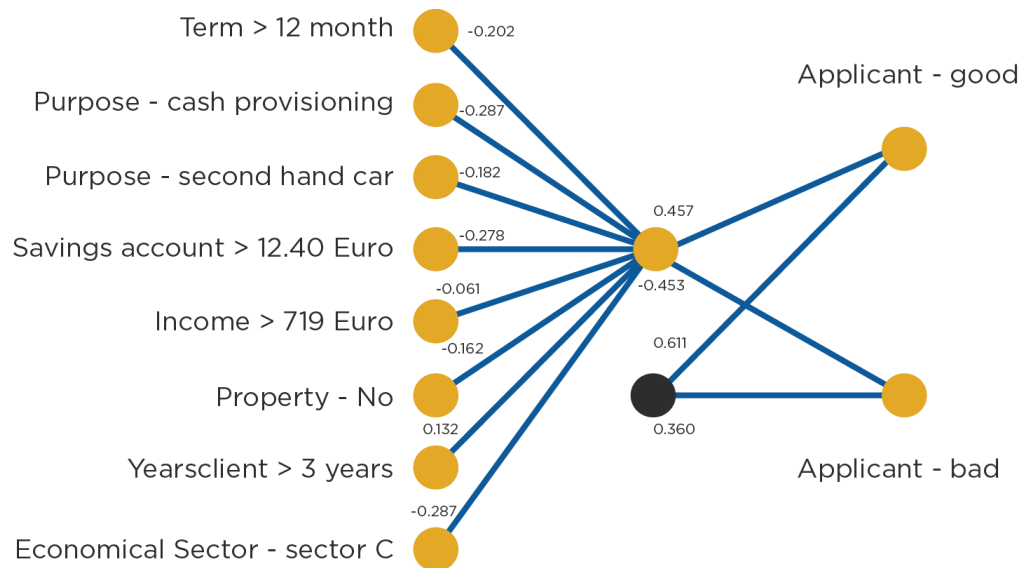 Term > 12 month
-0.202
Purpose - cash provisioning
-0.287
Purpose - second hand car
-0.182
Savings account > 12.40 Euro
-0.278
-0.061
Income > 719 Euro
-0.162
Property - No
0.132
Yearsclient > 3 years
-0.287
Economical Sector - sector C
0.457
-0.453
0.611
0.360
Applicant - good
Applicant - bad